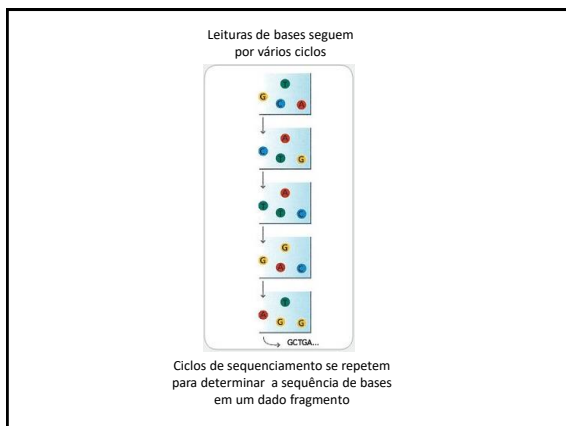 Leituras de bases seguem
por vários ciclos
T
G
C
A
A
C
T
G
A
T
T
C
G
G
A
C
T
A
G
G
GCTGA...
Ciclos de sequenciamento se repetem
para determinar a sequência de bases
em um dado fragmento